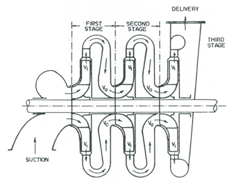 DELIVERY
FIRST
STAGE
SECOND
STAGE
THIRD
STAGE
SUCTION